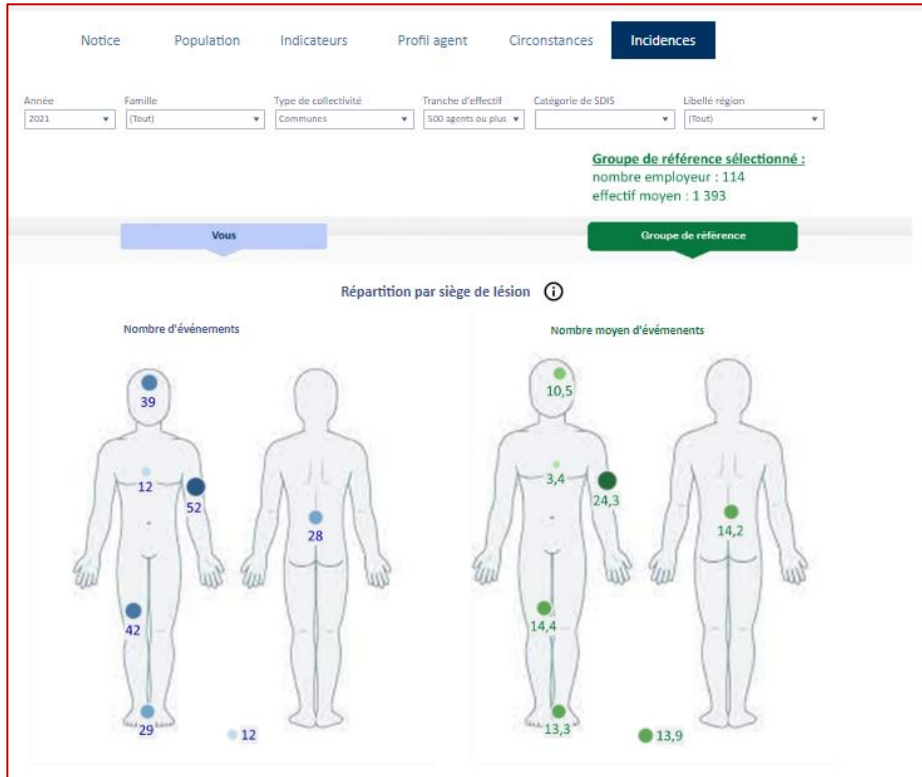 Notice Population Indicateurs Profil agent Circonstances Incidences
Année Famille Type de collectivité Tranche d'effectif Catégorie de SDIS Libellé région
2021 (Tout) Communes 500 agents ou plus (Tout)
Groupe de référence sélectionné :
nombre employeur : 114
effectif moyen : 1 393
Vous Groupe de référence
Répartition par siège de lésion i
Nombre d'événements Nombre moyen d'évémenents
39 10,5
12 3,4
52 24,3
28 14,2
42 14,4
29 12 13,3 13,9